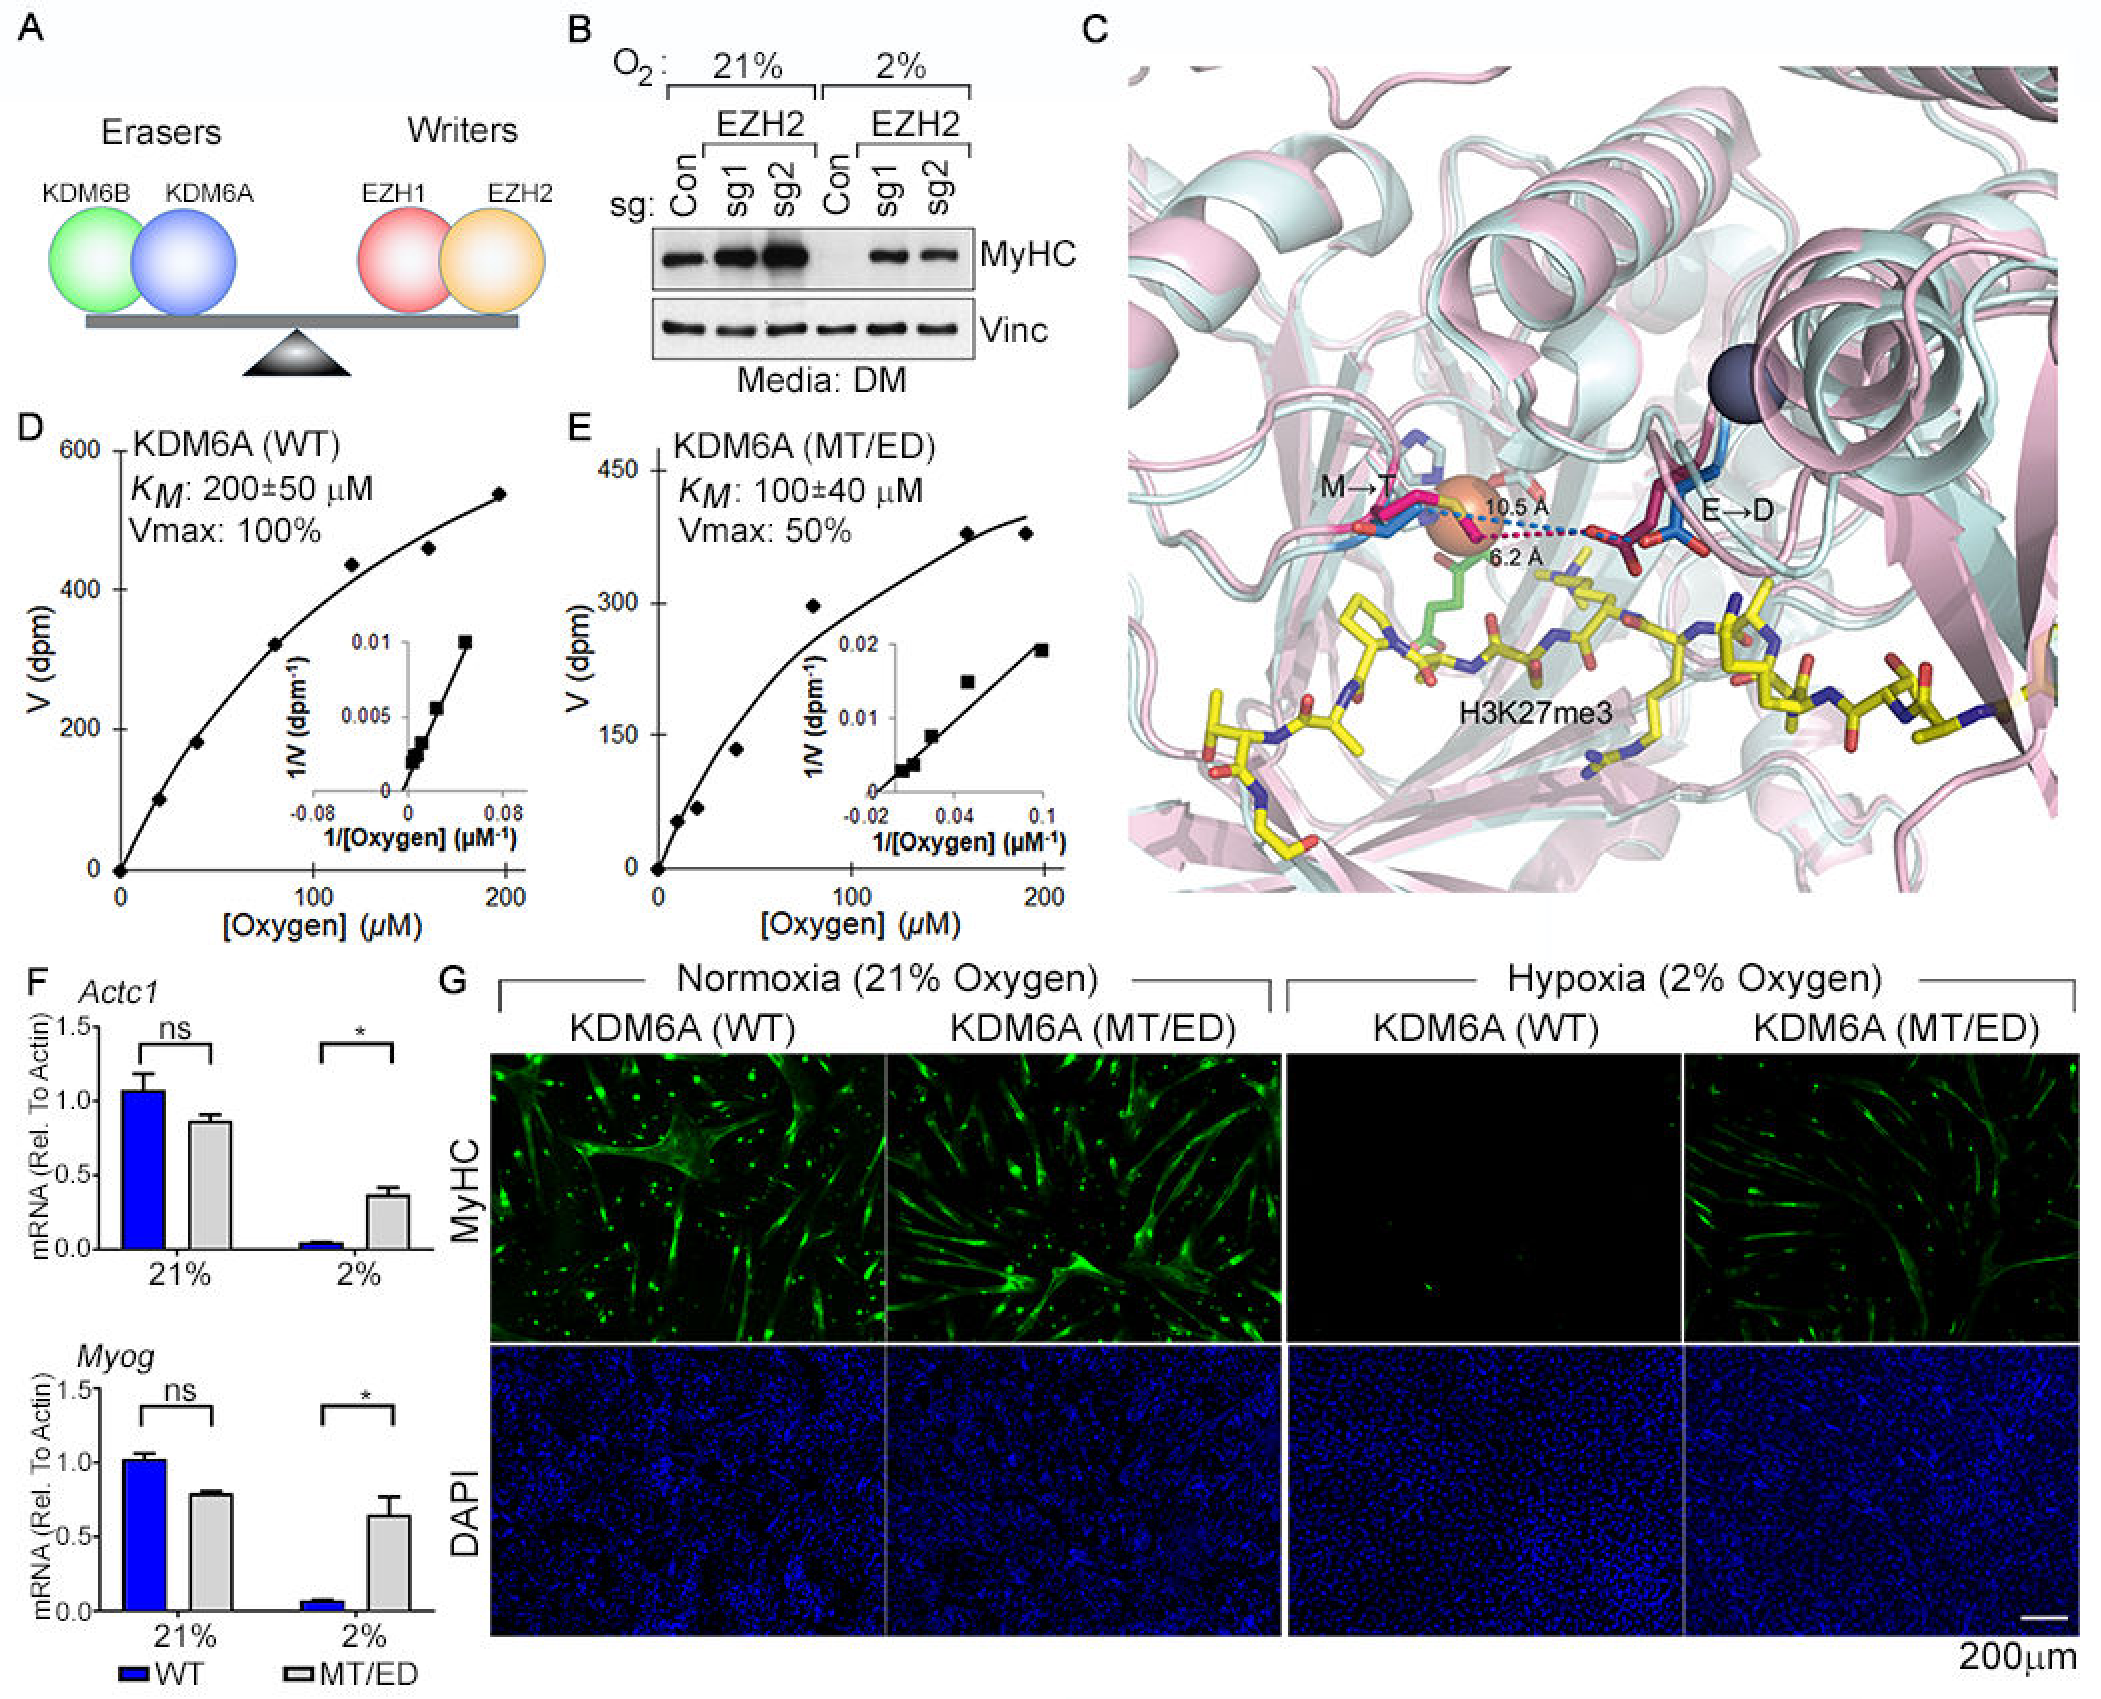 A
Erasers Writers
KDM6B KDM6A EZH1 EZH2
B
O2: 21% 2%
EZH2 EZH2
sg: Con sg1 sg2 Con sg1 sg2
MyHC
Vinc
Media: DM
C
M→T
10.5 Å
6.2 Å
E→D
H3K27me3
D
KDM6A (WT)
KM: 200±50 µM
Vmax: 100%
V (dpm)
600
400
200
0
0 100 200
[Oxygen] (µM)
1/V (dpm-1)
0.01
0.005
0
-0.08 0 0.08
1/[Oxygen] (µM-1)
E
KDM6A (MT/ED)
KM: 100±40 µM
Vmax: 50%
V (dpm)
450
300
150
0
0 100 200
[Oxygen] (µM)
1/V (dpm-1)
0.02
0.01
0
-0.02 0.04 0.1
1/[Oxygen] (µM-1)
F
Actc1
mRNA (Rel. To Actin)
1.5
1.0
0.5
0.0
ns *
21% 2%
Myog
mRNA (Rel. To Actin)
1.5
1.0
0.5
0.0
ns *
21% 2%
WT MT/ED
G
Normoxia (21% Oxygen) Hypoxia (2% Oxygen)
KDM6A (WT) KDM6A (MT/ED) KDM6A (WT) KDM6A (MT/ED)
MyHC
DAPI
200µm